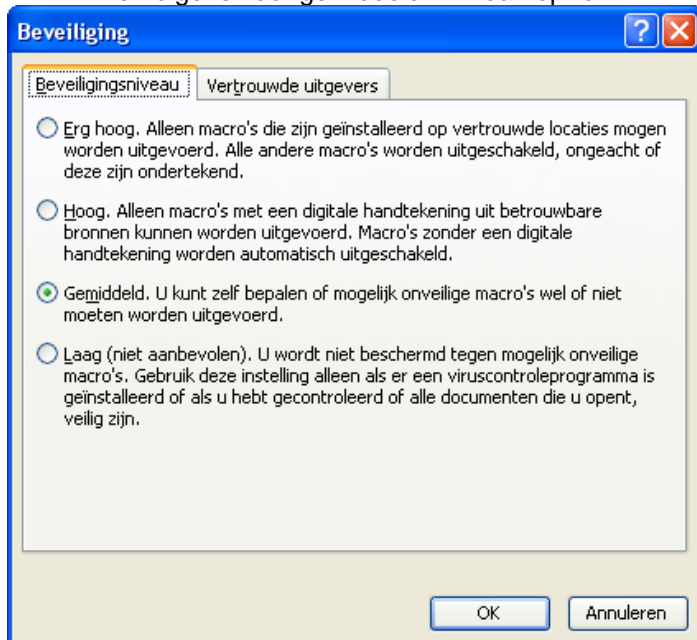 Beveiliging
Beveiligingsniveau
Vertrouwde uitgevers
Erg hoog. Alleen macro's die zijn geïnstalleerd op vertrouwde locaties mogen
worden uitgevoerd. Alle andere macro's worden uitgeschakeld, ongeacht of
deze zijn ondertekend.
Hoog. Alleen macro's met een digitale handtekening uit betrouwbare
bronnen kunnen worden uitgevoerd. Macro's zonder een digitale
handtekening worden automatisch uitgeschakeld.
Gemiddeld. U kunt zelf bepalen of mogelijk onveilige macro's wel of niet
moeten worden uitgevoerd.
Laag (niet aanbevolen). U wordt niet beschermd tegen mogelijk onveilige
macro's. Gebruik deze instelling alleen als er een viruscontroleprogramma is
geïnstalleerd of als u hebt gecontroleerd of alle documenten die u opent,
veilig zijn.
OK
Annuleren